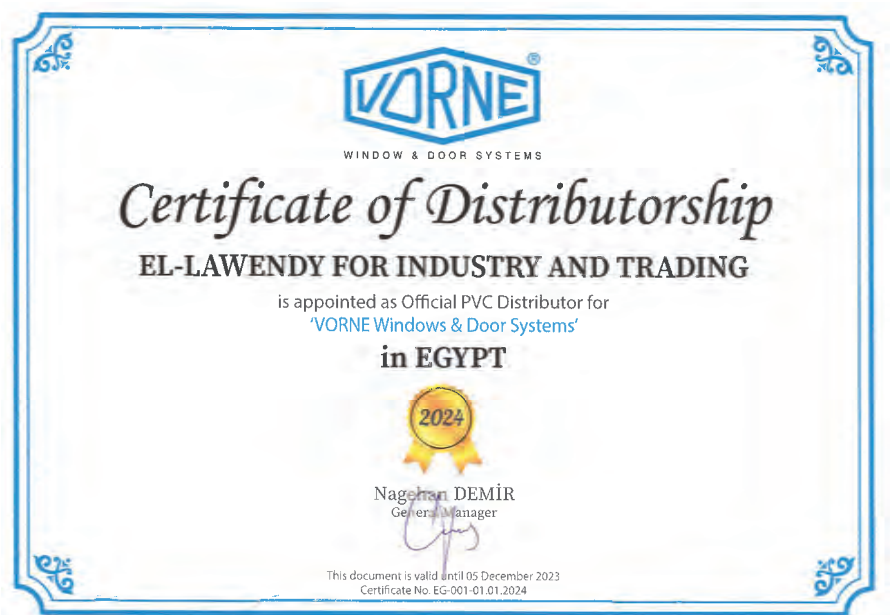 VORNE®
WINDOW & DOOR SYSTEMS
Certificate of Distributorship
EL-LAWENDY FOR INDUSTRY AND TRADING
is appointed as Official PVC Distributor for
‘VORNE Windows & Door Systems’
in EGYPT
2024
Nagehan DEMİR
General Manager
This document is valid until 05 December 2023
Certificate No. EG-001-01.01.2024